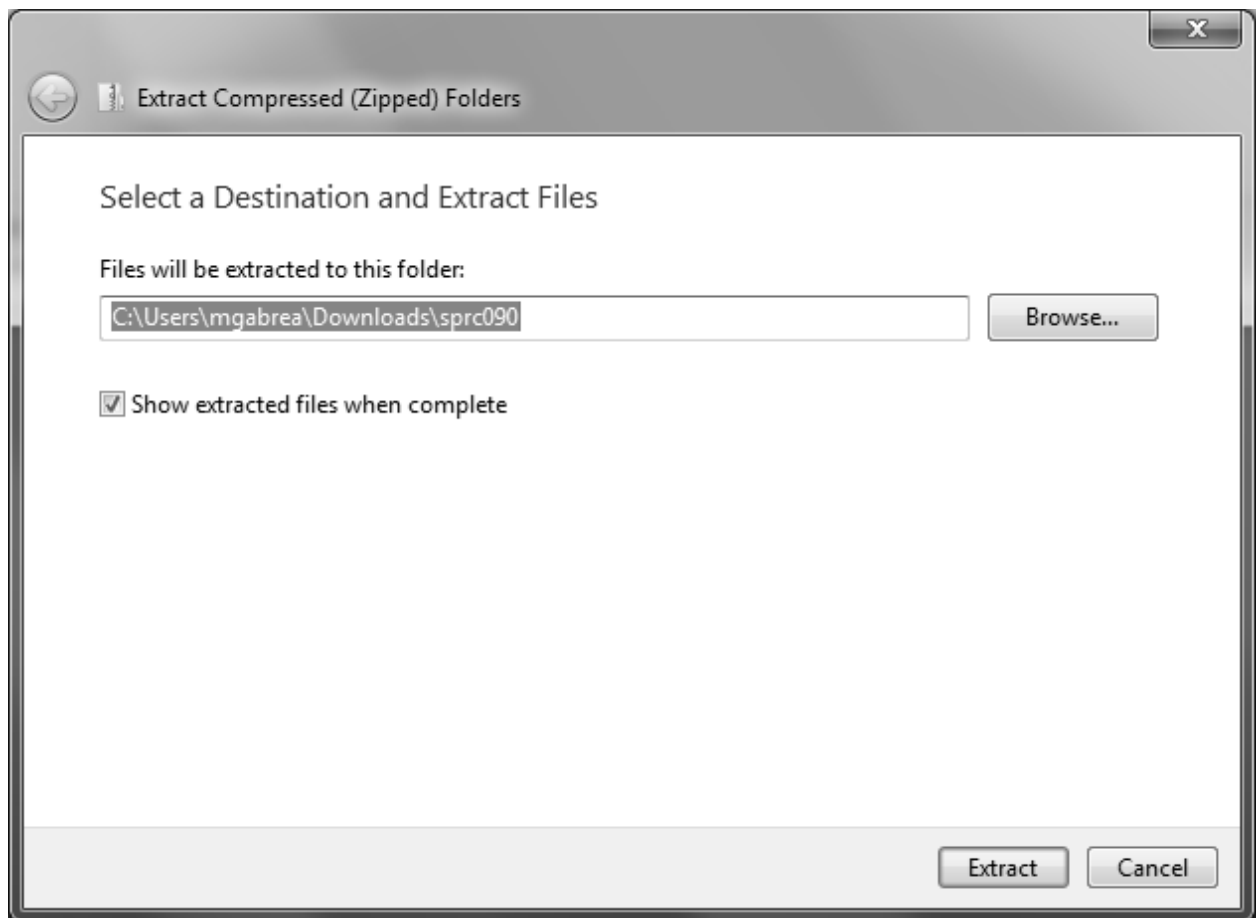 Extract Compressed (Zipped) Folders
Select a Destination and Extract Files
Files will be extracted to this folder:
C:\Users\mgabrea\Downloads\sprc090
Browse...
Show extracted files when complete
Extract
Cancel